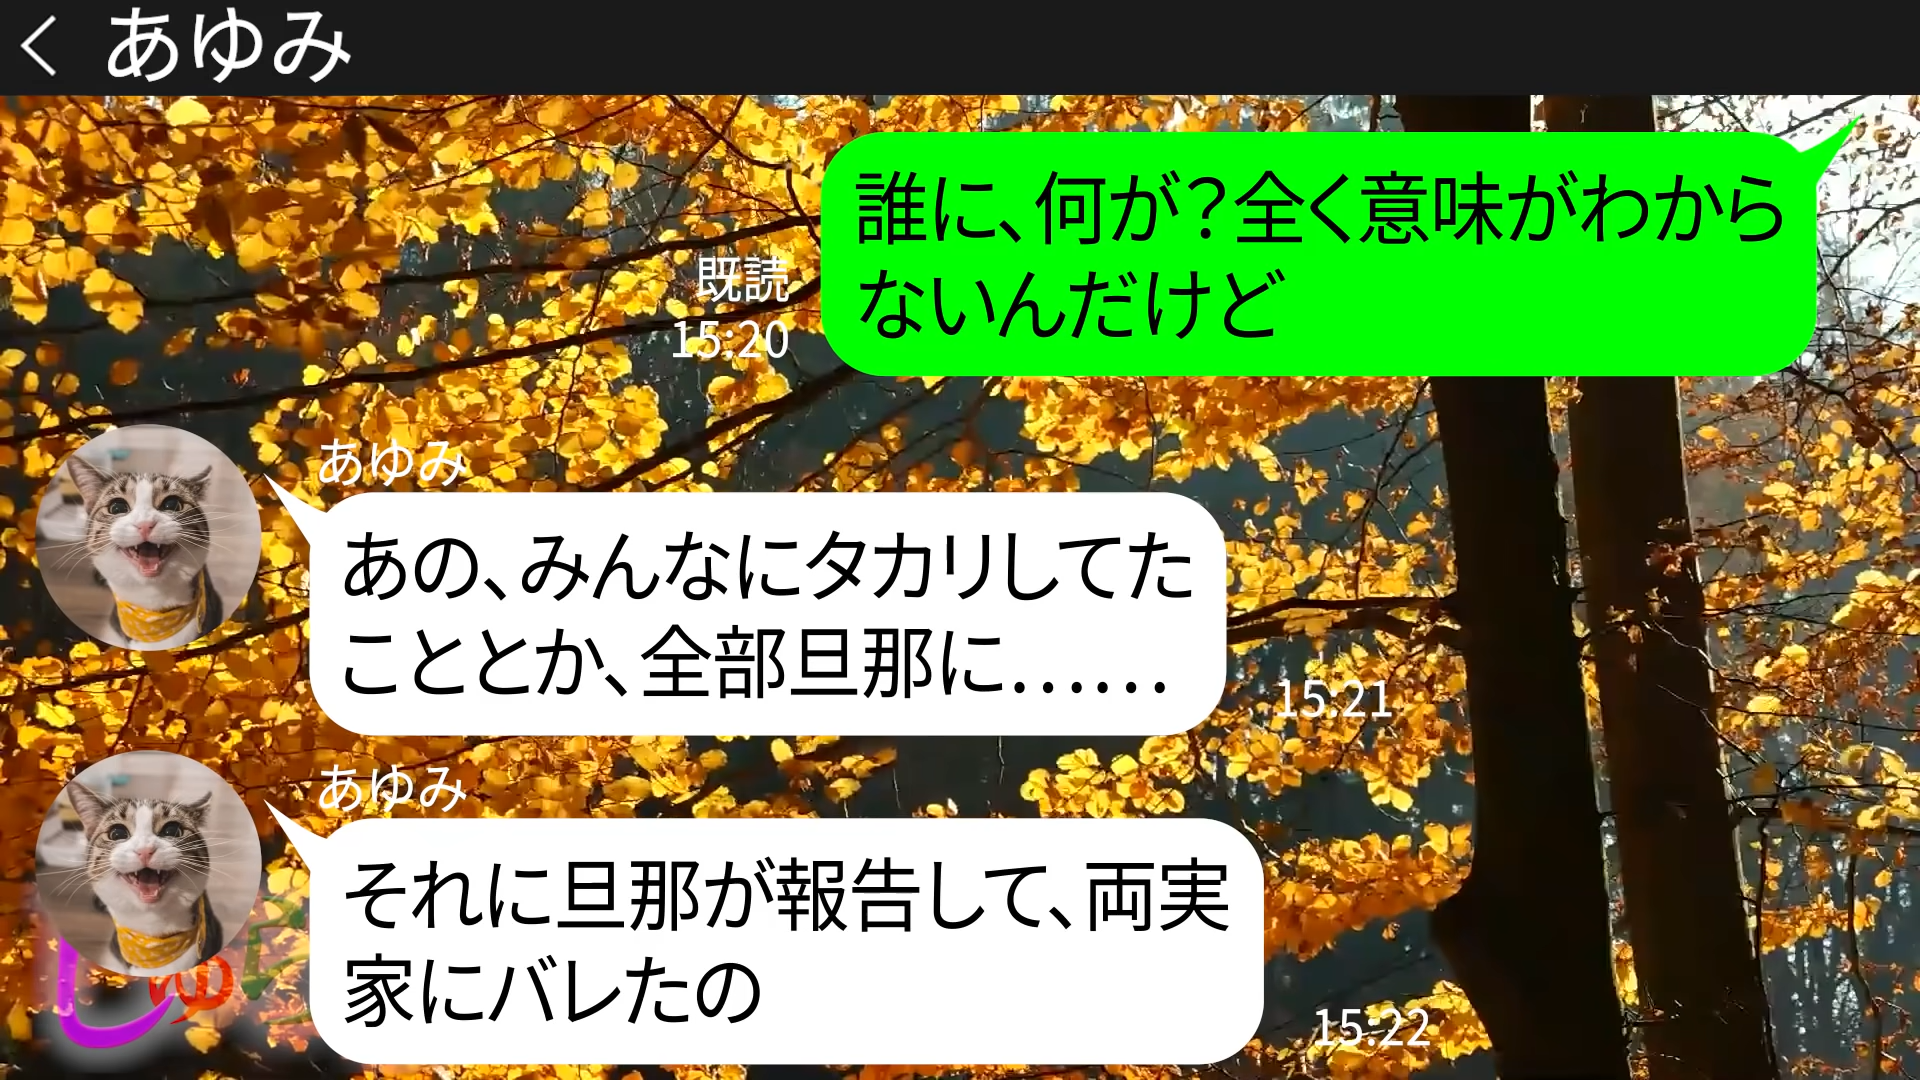 あゆみ
誰に、何が？全く意味がわから
ないんだけど
既読
15:20
あゆみ
あの、みんなにタカリしてた
こととか、全部旦那に……
15:21
あゆみ
それに旦那が報告して、両実
家にバレたの
15:22